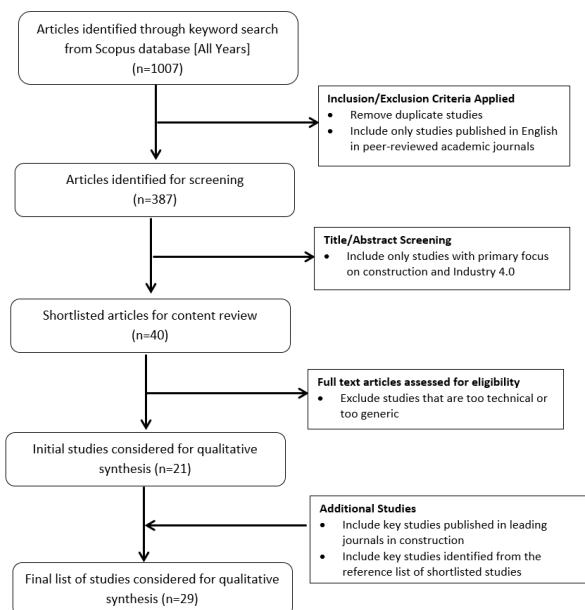 Articles identified through keyword search
from Scopus database [All Years]
(n=1007)
Inclusion/Exclusion Criteria Applied
• Remove duplicate studies
• Include only studies published in English
in peer-reviewed academic journals
Articles identified for screening
(n=387)
Title/Abstract Screening
• Include only studies with primary focus
on construction and Industry 4.0
Shortlisted articles for content review
(n=40)
Full text articles assessed for eligibility
• Exclude studies that are too technical or
too generic
Initial studies considered for qualitative
synthesis (n=21)
Additional Studies
• Include key studies published in leading
journals in construction
• Include key studies identified from the
reference list of shortlisted studies
Final list of studies considered for qualitative
synthesis (n=29)